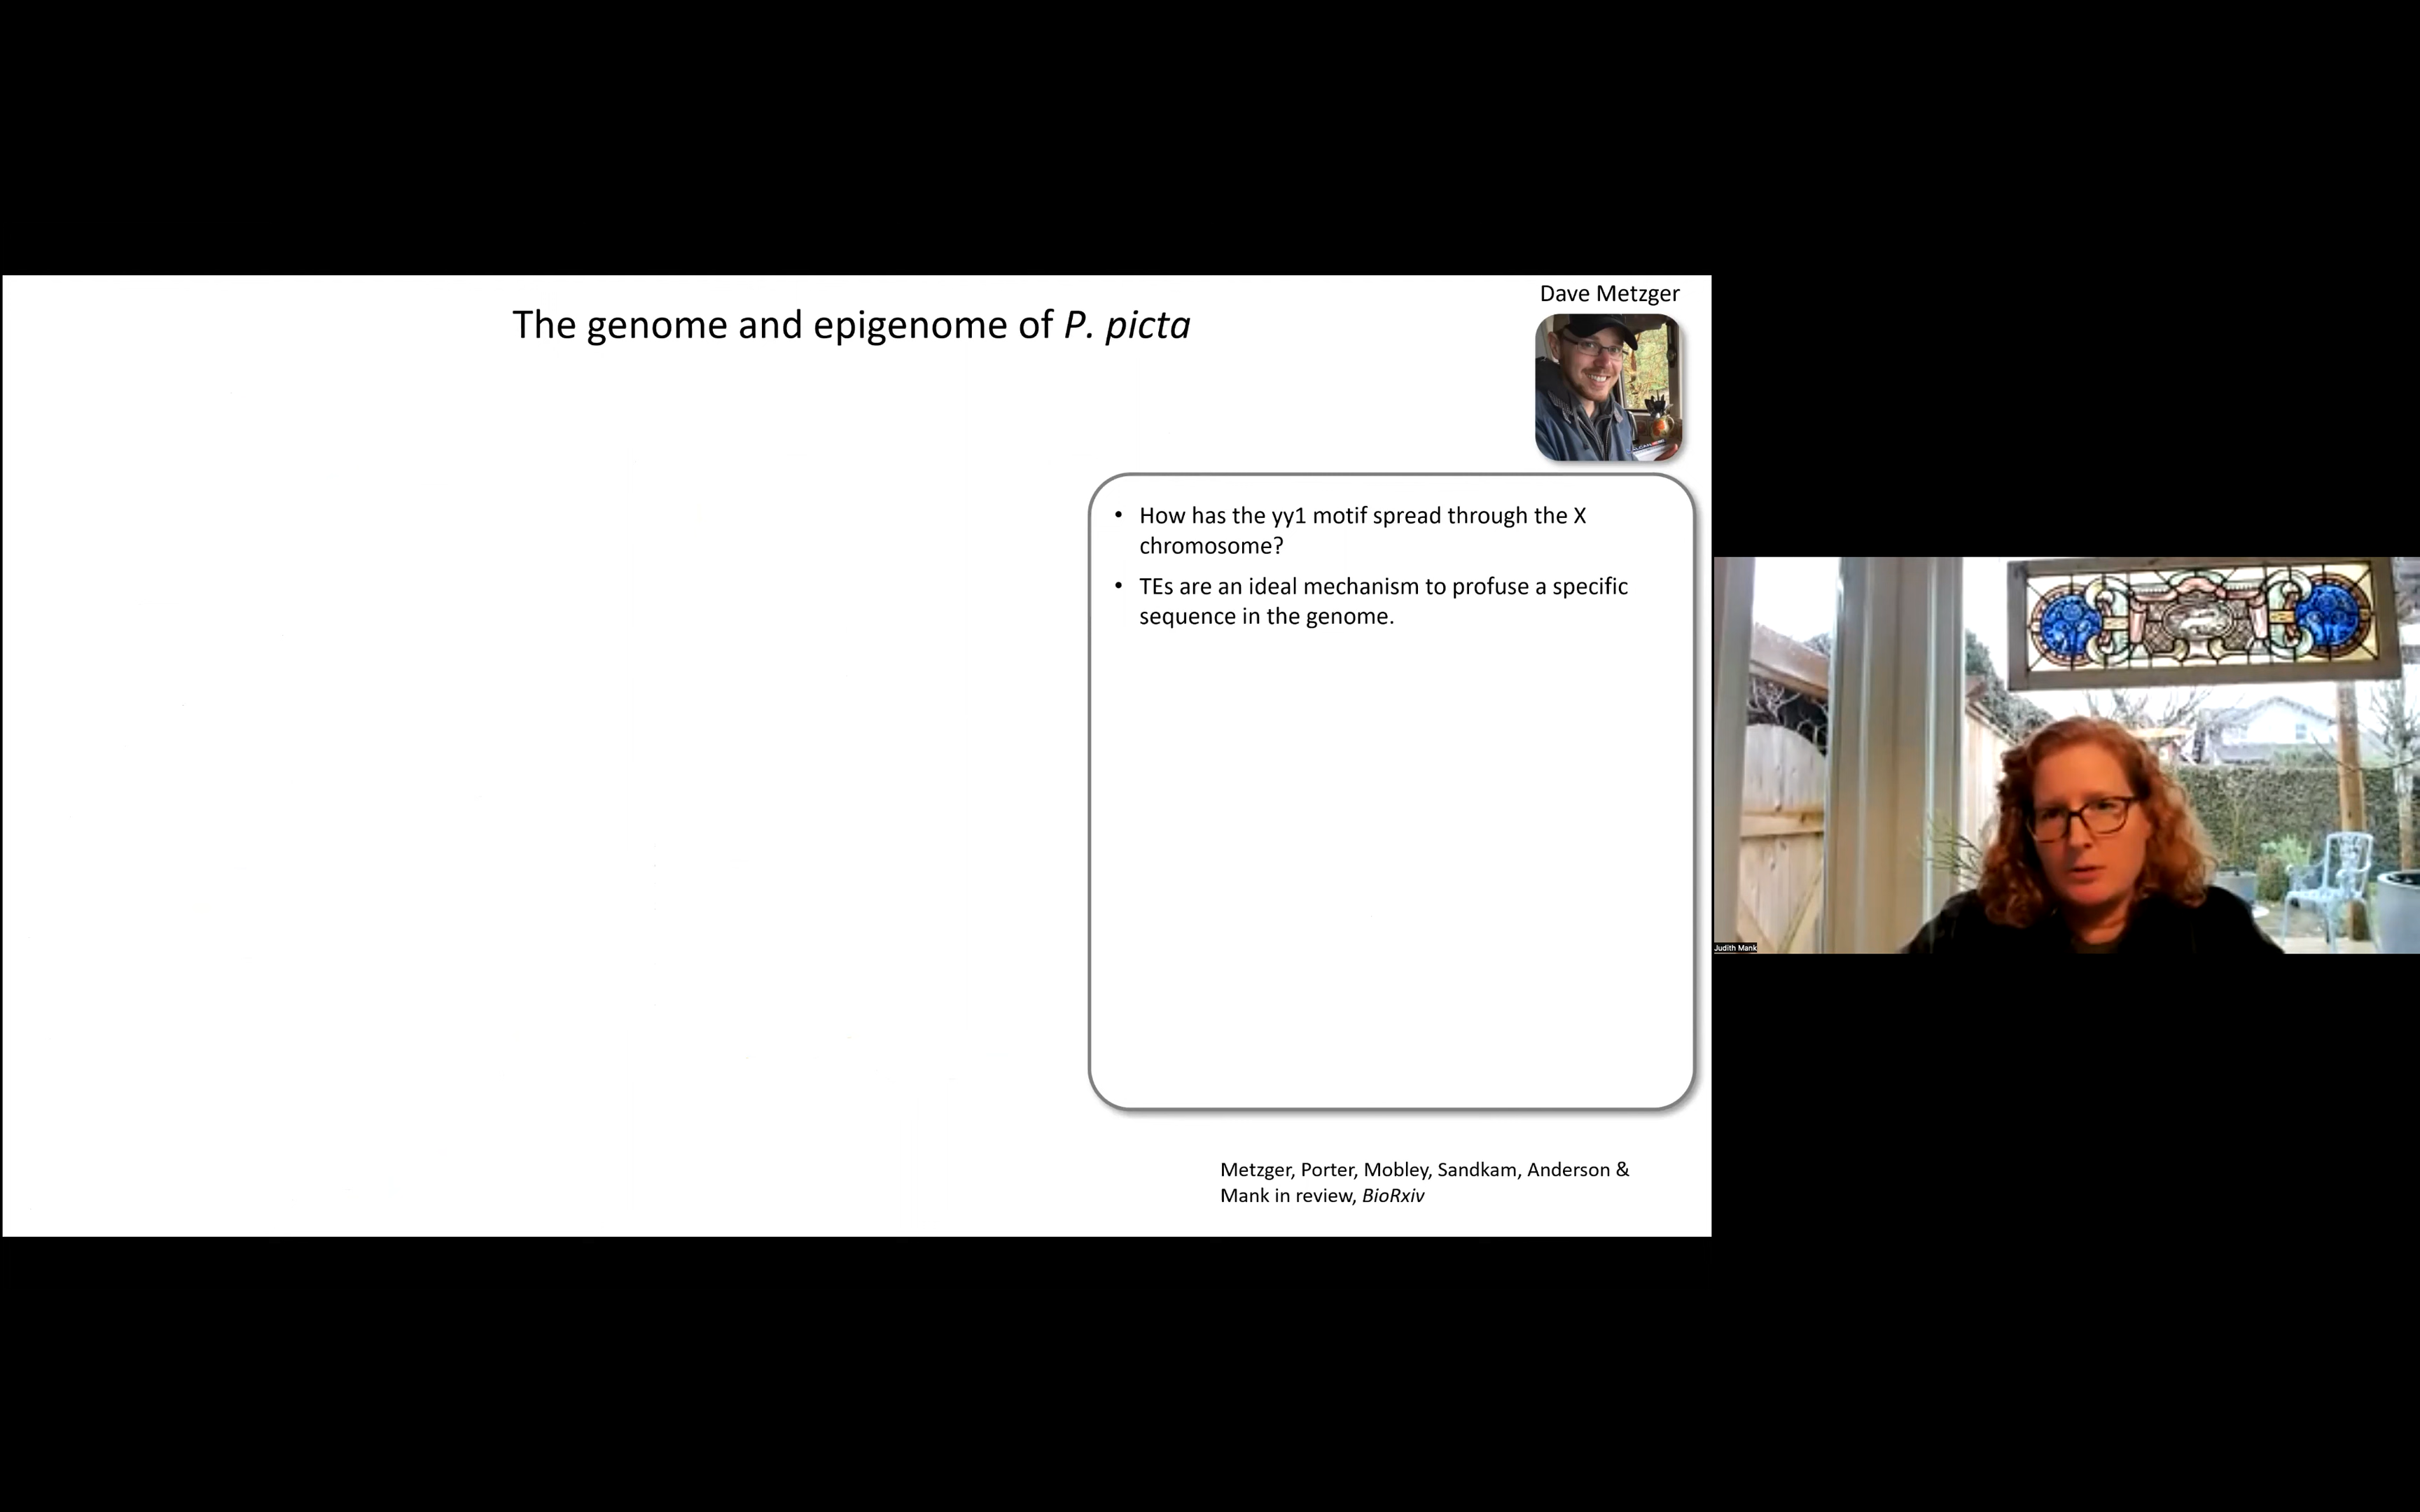 Dave Metzger
The genome and epigenome of P. picta
• How has the yy1 motif spread through the X
chromosome?
• TEs are an ideal mechanism to profuse a specific
sequence in the genome.
Metzger, Porter, Mobley, Sandkam, Anderson &
Mank in review, BioRxiv
Judith Mank